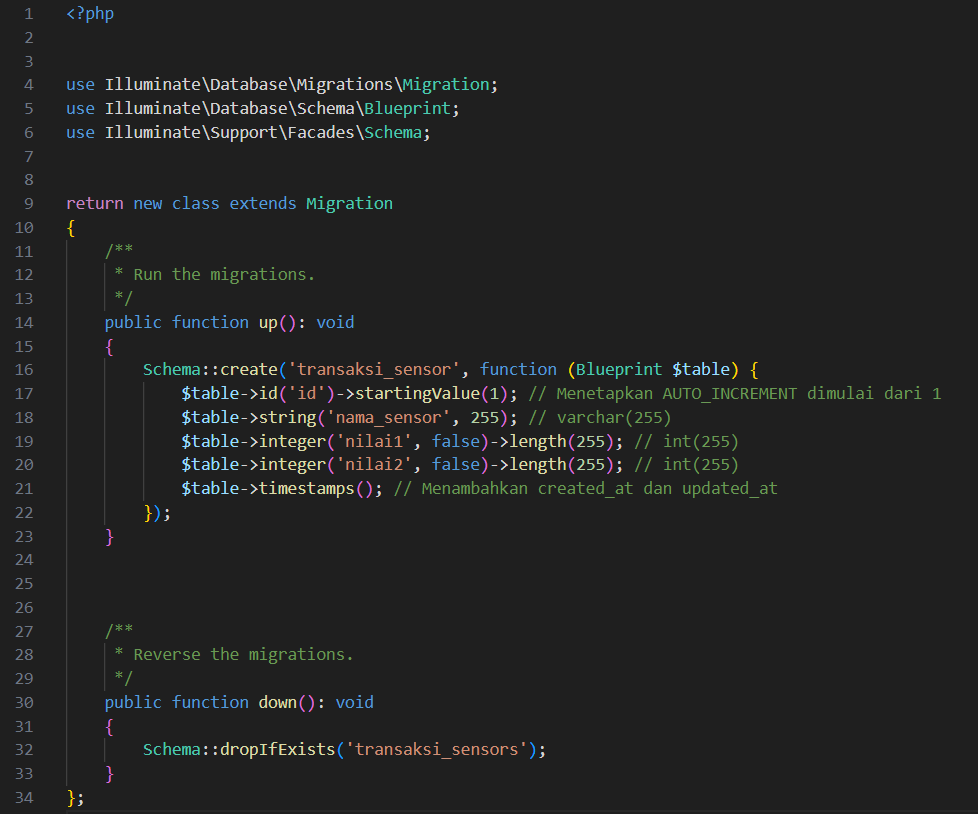 1 <?php
2
3
4 use Illuminate\Database\Migrations\Migration;
5 use Illuminate\Database\Schema\Blueprint;
6 use Illuminate\Support\Facades\Schema;
7
8
9 return new class extends Migration
10 {
11     /**
12      * Run the migrations.
13      */
14     public function up(): void
15     {
16         Schema::create('transaksi_sensor', function (Blueprint $table) {
17             $table->id('id')->startingValue(1); // Menetapkan AUTO_INCREMENT dimulai dari 1
18             $table->string('nama_sensor', 255); // varchar(255)
19             $table->integer('nilai1', false)->length(255); // int(255)
20             $table->integer('nilai2', false)->length(255); // int(255)
21             $table->timestamps(); // Menambahkan created_at dan updated_at
22         });
23     }
24
25
26
27     /**
28      * Reverse the migrations.
29      */
30     public function down(): void
31     {
32         Schema::dropIfExists('transaksi_sensors');
33     }
34 };